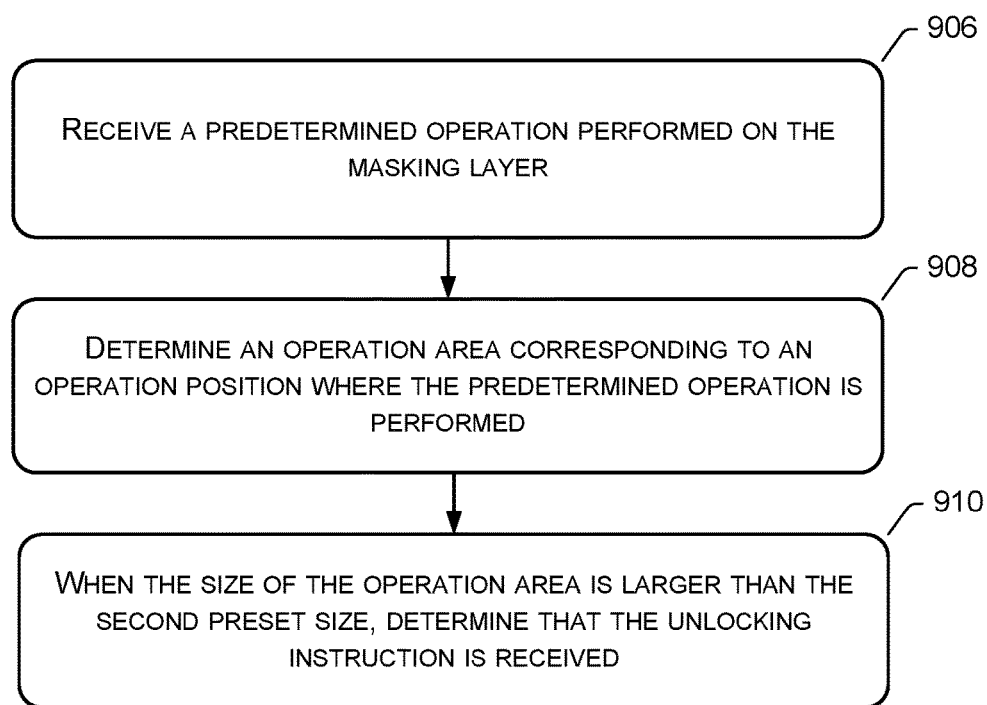 906
RECEIVE A PREDETERMINED OPERATION PERFORMED ON THE
MASKING LAYER
908
DETERMINE AN OPERATION AREA CORRESPONDING TO AN
OPERATION POSITION WHERE THE PREDETERMINED OPERATION IS
PERFORMED
910
WHEN THE SIZE OF THE OPERATION AREA IS LARGER THAN THE
SECOND PRESET SIZE, DETERMINE THAT THE UNLOCKING
INSTRUCTION IS RECEIVED